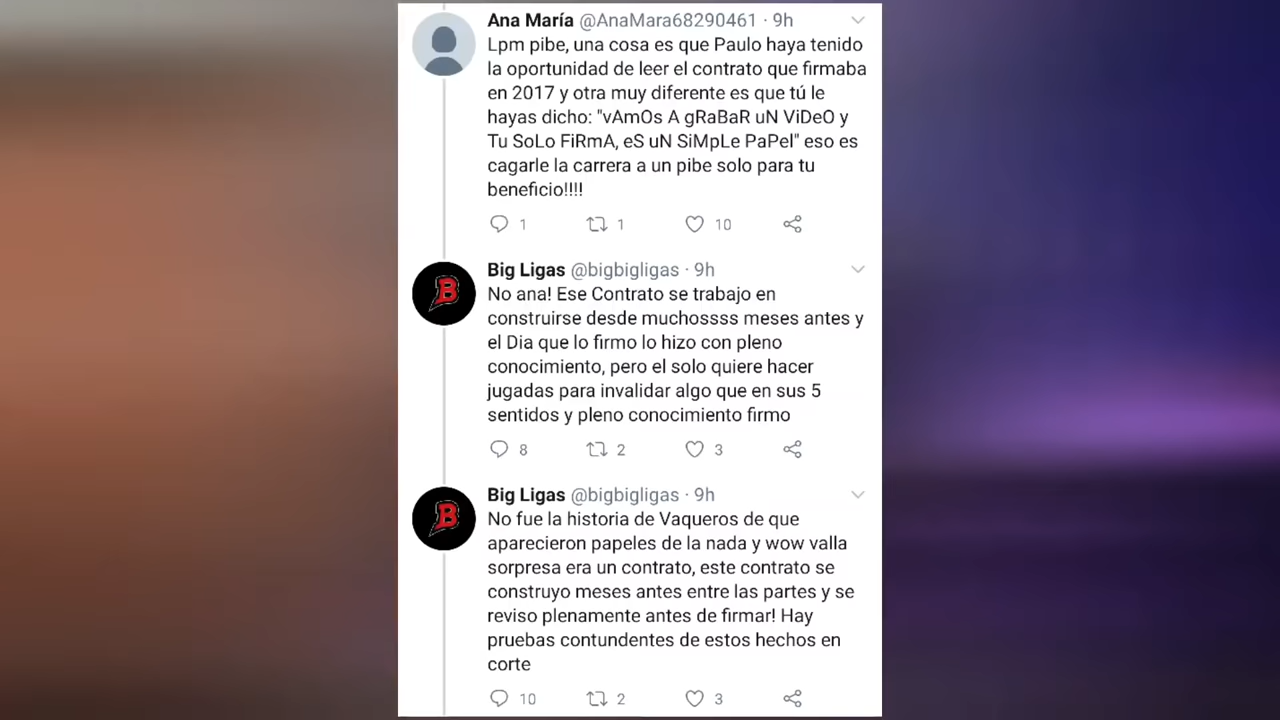 Ana María @AnaMara68290461 · 9h
Lpm pibe, una cosa es que Paulo haya tenido
la oportunidad de leer el contrato que firmaba
en 2017 y otra muy diferente es que tú le
hayas dicho: "vAmOs A gRaBaR uN ViDeO y
Tu SoLo FiRmA, eS uN SiMpLe PaPel" eso es
cagarle la carrera a un pibe solo para tu
beneficio!!!!
1 1 10
Big Ligas @bigbigligas · 9h
No ana! Ese Contrato se trabajo en
construirse desde muchossss meses antes y
el Dia que lo firmo lo hizo con pleno
conocimiento, pero el solo quiere hacer
jugadas para invalidar algo que en sus 5
sentidos y pleno conocimiento firmo
8 2 3
Big Ligas @bigbigligas · 9h
No fue la historia de Vaqueros de que
aparecieron papeles de la nada y wow valla
sorpresa era un contrato, este contrato se
construyo meses antes entre las partes y se
reviso plenamente antes de firmar! Hay
pruebas contundentes de estos hechos en
corte
10 2 3